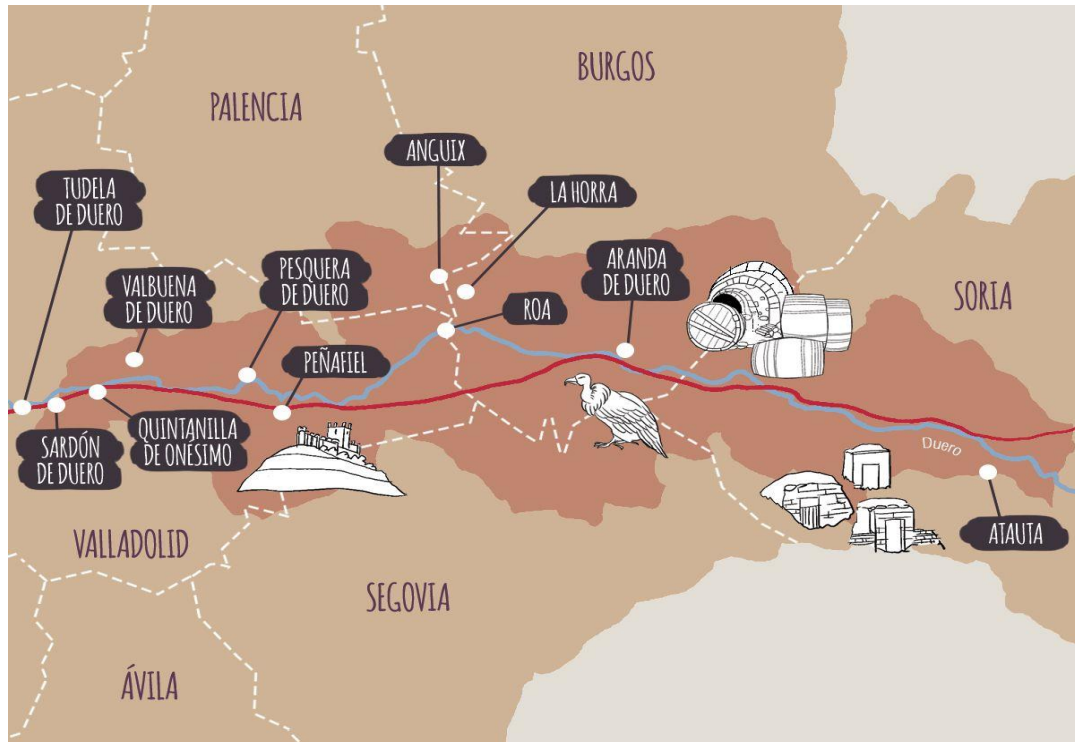 BURGOS
PALENCIA
ANGUIX
LA HORRA
TUDELA
DE DUERO
VALBUENA
DE DUERO
PESQUERA
DE DUERO
ARANDA
DE DUERO
SORIA
ROA
PEÑAFIEL
SARDÓN
DE DUERO
QUINTANILLA
DE ONÉSIMO
Duero
ATAUTA
VALLADOLID
SEGOVIA
ÁVILA